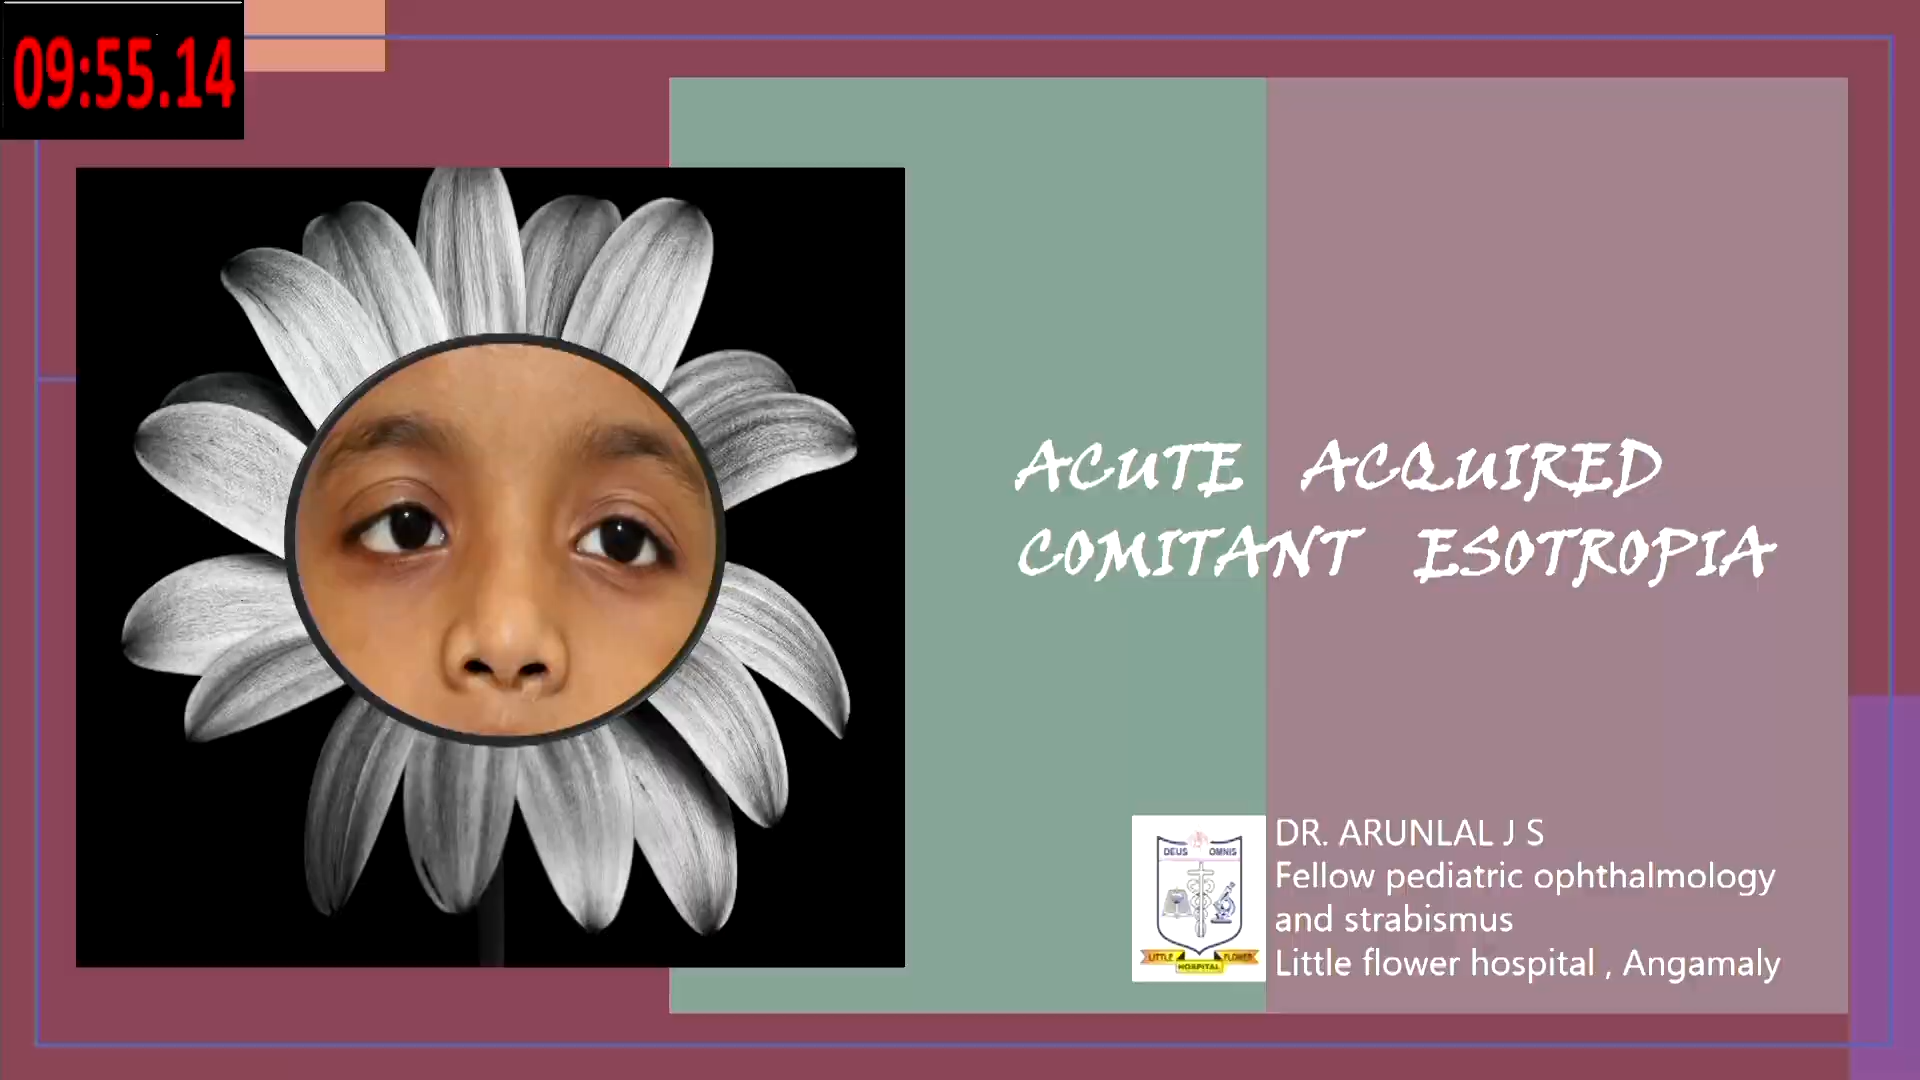 09:55.14
ACUTE ACQUIRED
COMITANT ESOTROPIA
DEUS OMNIS
LITTLE FLOWER
HOSPITAL
DR. ARUNLAL J S
Fellow pediatric ophthalmology
and strabismus
Little flower hospital , Angamaly